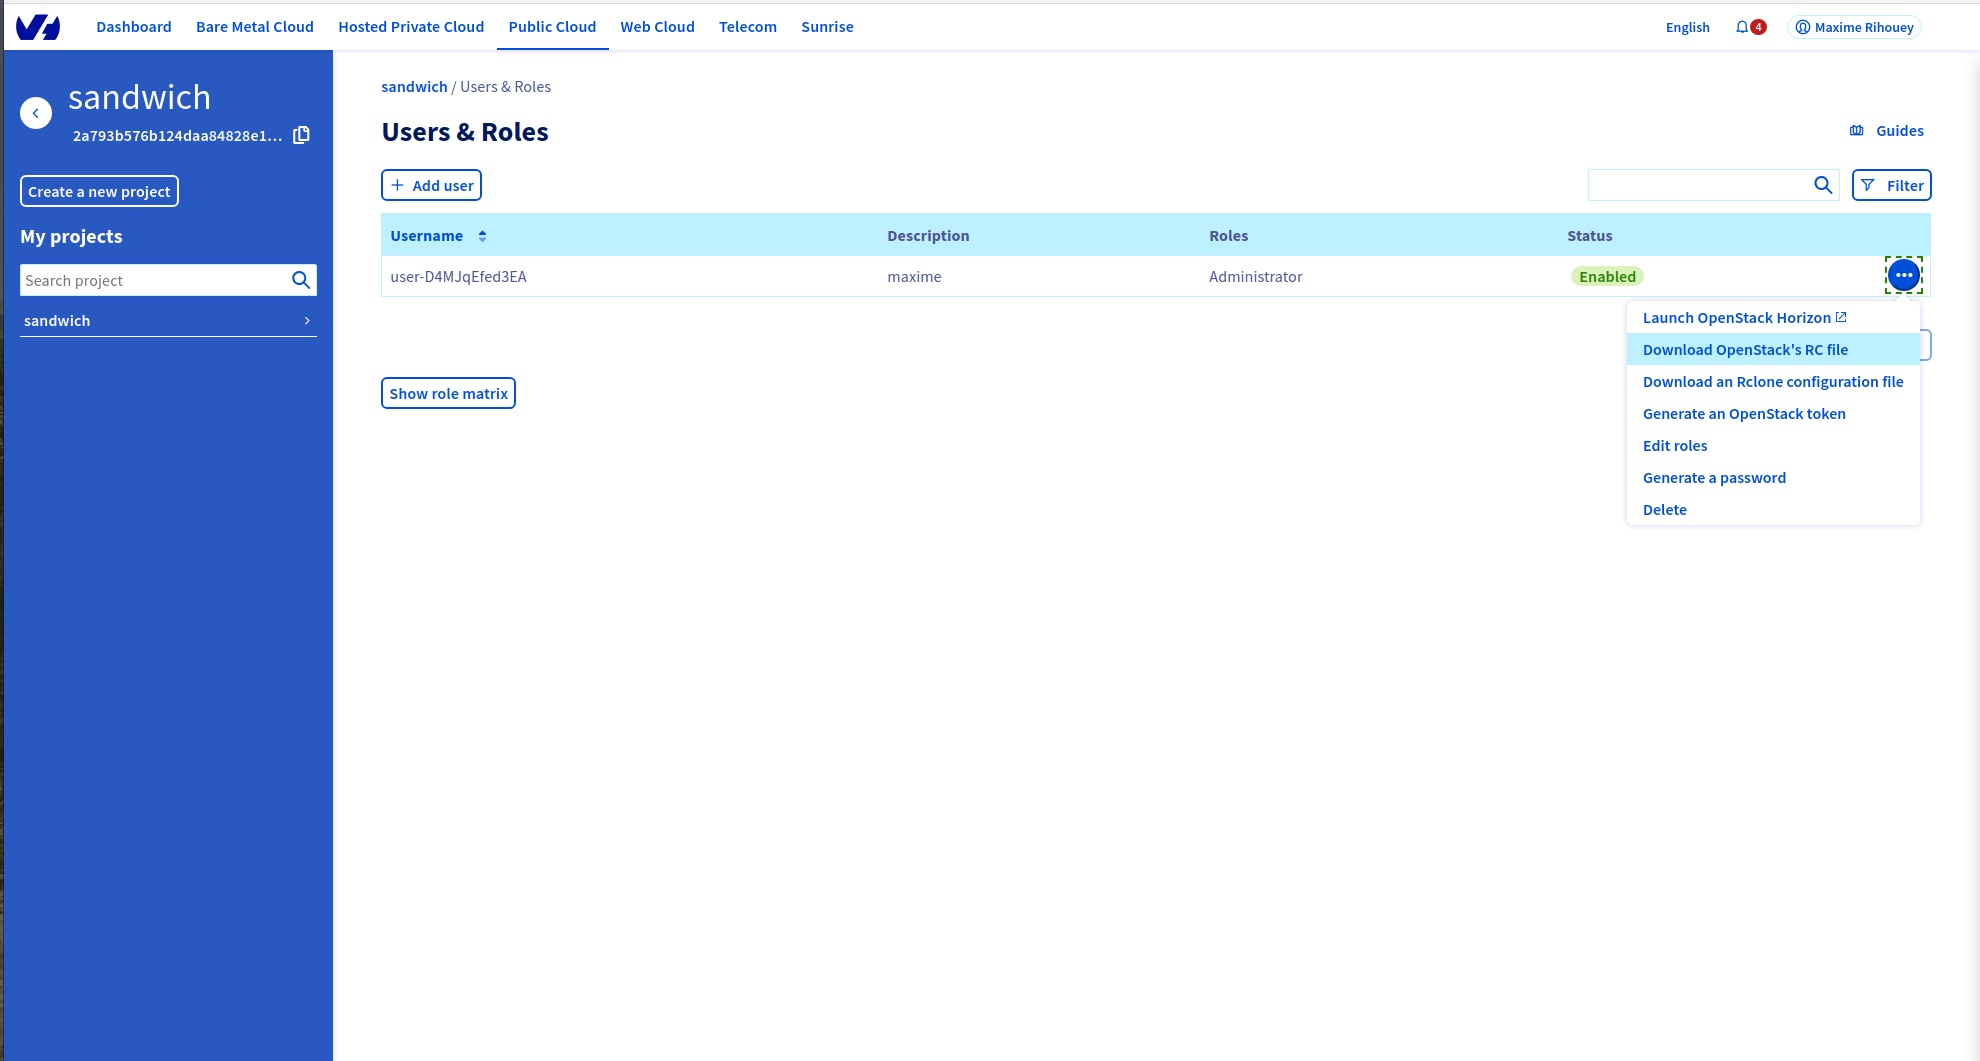 Dashboard Bare Metal Cloud Hosted Private Cloud Public Cloud Web Cloud Telecom Sunrise English 4 Maxime Rihouey
sandwich
2a793b576b124daa84828e1...
Create a new project
My projects
Search project
sandwich
sandwich / Users & Roles
Users & Roles
Guides
Add user
Filter
Username Description Roles Status
user-D4MJqEfed3EA maxime Administrator Enabled
Launch OpenStack Horizon
Download OpenStack's RC file
Download an Rclone configuration file
Generate an OpenStack token
Edit roles
Generate a password
Delete
Show role matrix